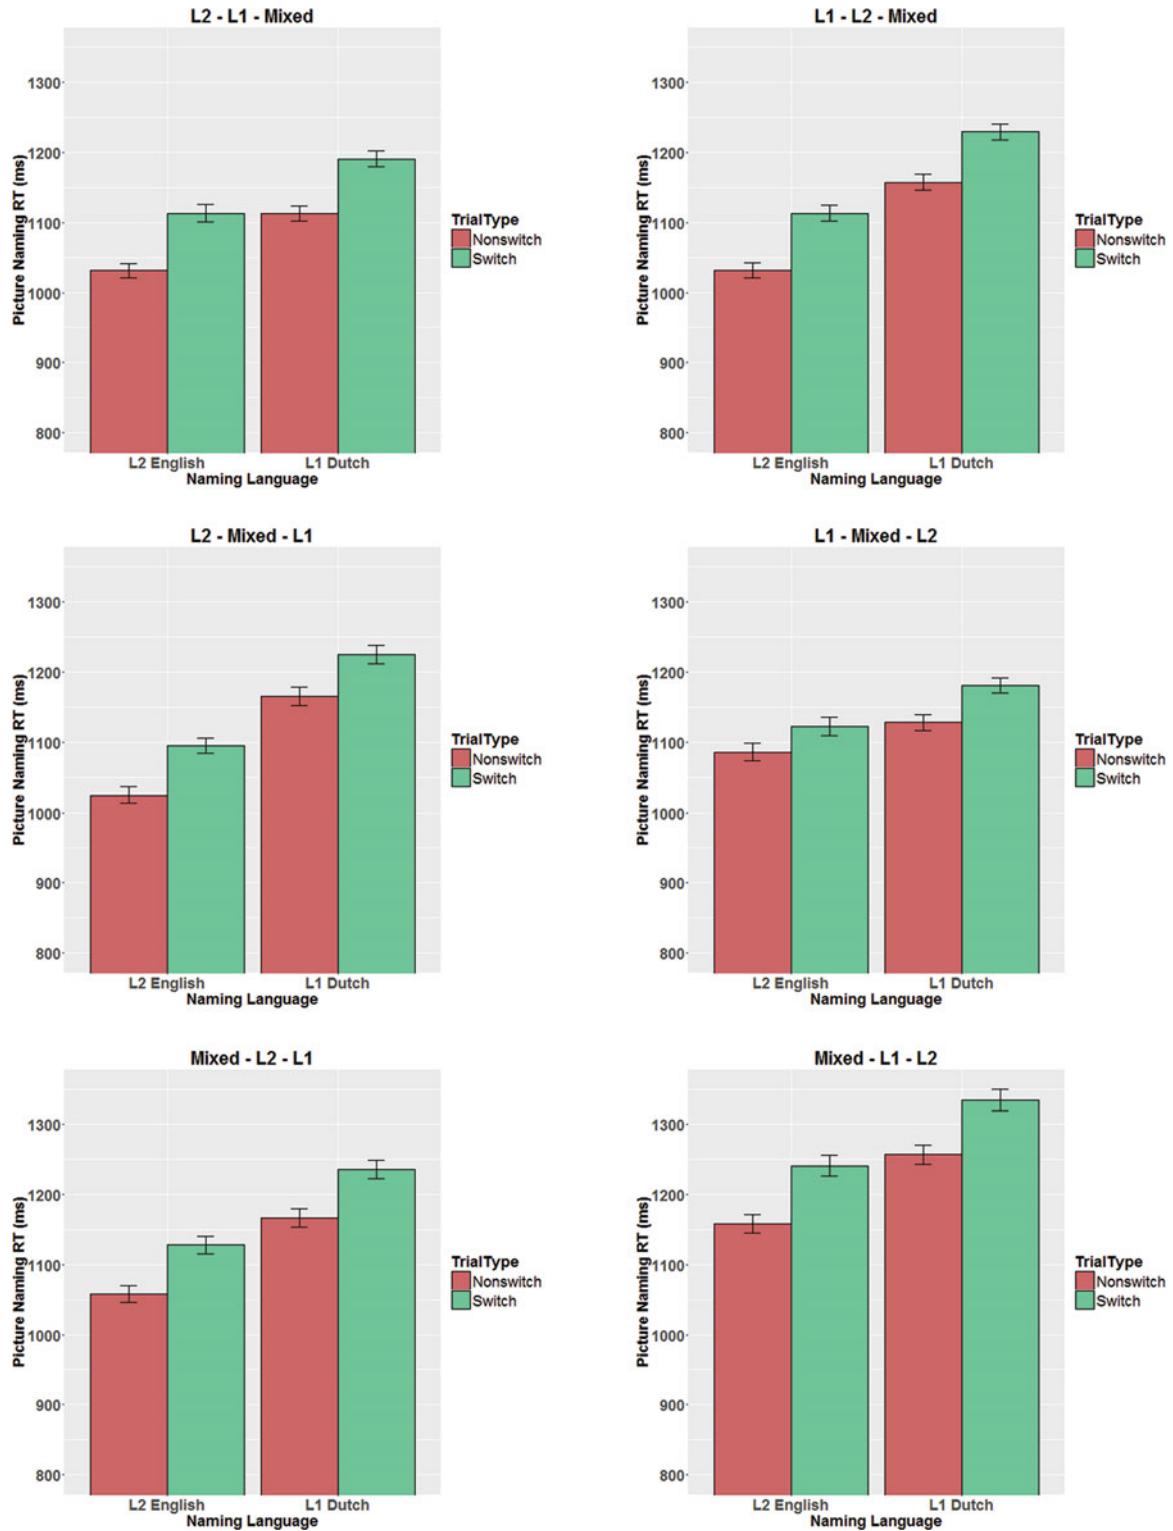 L2 - L1 - Mixed
Picture Naming RT (ms)
1300
1200
1100
1000
900
800
L2 English
L1 Dutch
Naming Language
TrialType
Nonswitch
Switch
L1 - L2 - Mixed
Picture Naming RT (ms)
1300
1200
1100
1000
900
800
L2 English
L1 Dutch
Naming Language
TrialType
Nonswitch
Switch
L2 - Mixed - L1
Picture Naming RT (ms)
1300
1200
1100
1000
900
800
L2 English
L1 Dutch
Naming Language
TrialType
Nonswitch
Switch
L1 - Mixed - L2
Picture Naming RT (ms)
1300
1200
1100
1000
900
800
L2 English
L1 Dutch
Naming Language
TrialType
Nonswitch
Switch
Mixed - L2 - L1
Picture Naming RT (ms)
1300
1200
1100
1000
900
800
L2 English
L1 Dutch
Naming Language
TrialType
Nonswitch
Switch
Mixed - L1 - L2
Picture Naming RT (ms)
1300
1200
1100
1000
900
800
L2 English
L1 Dutch
Naming Language
TrialType
Nonswitch
Switch